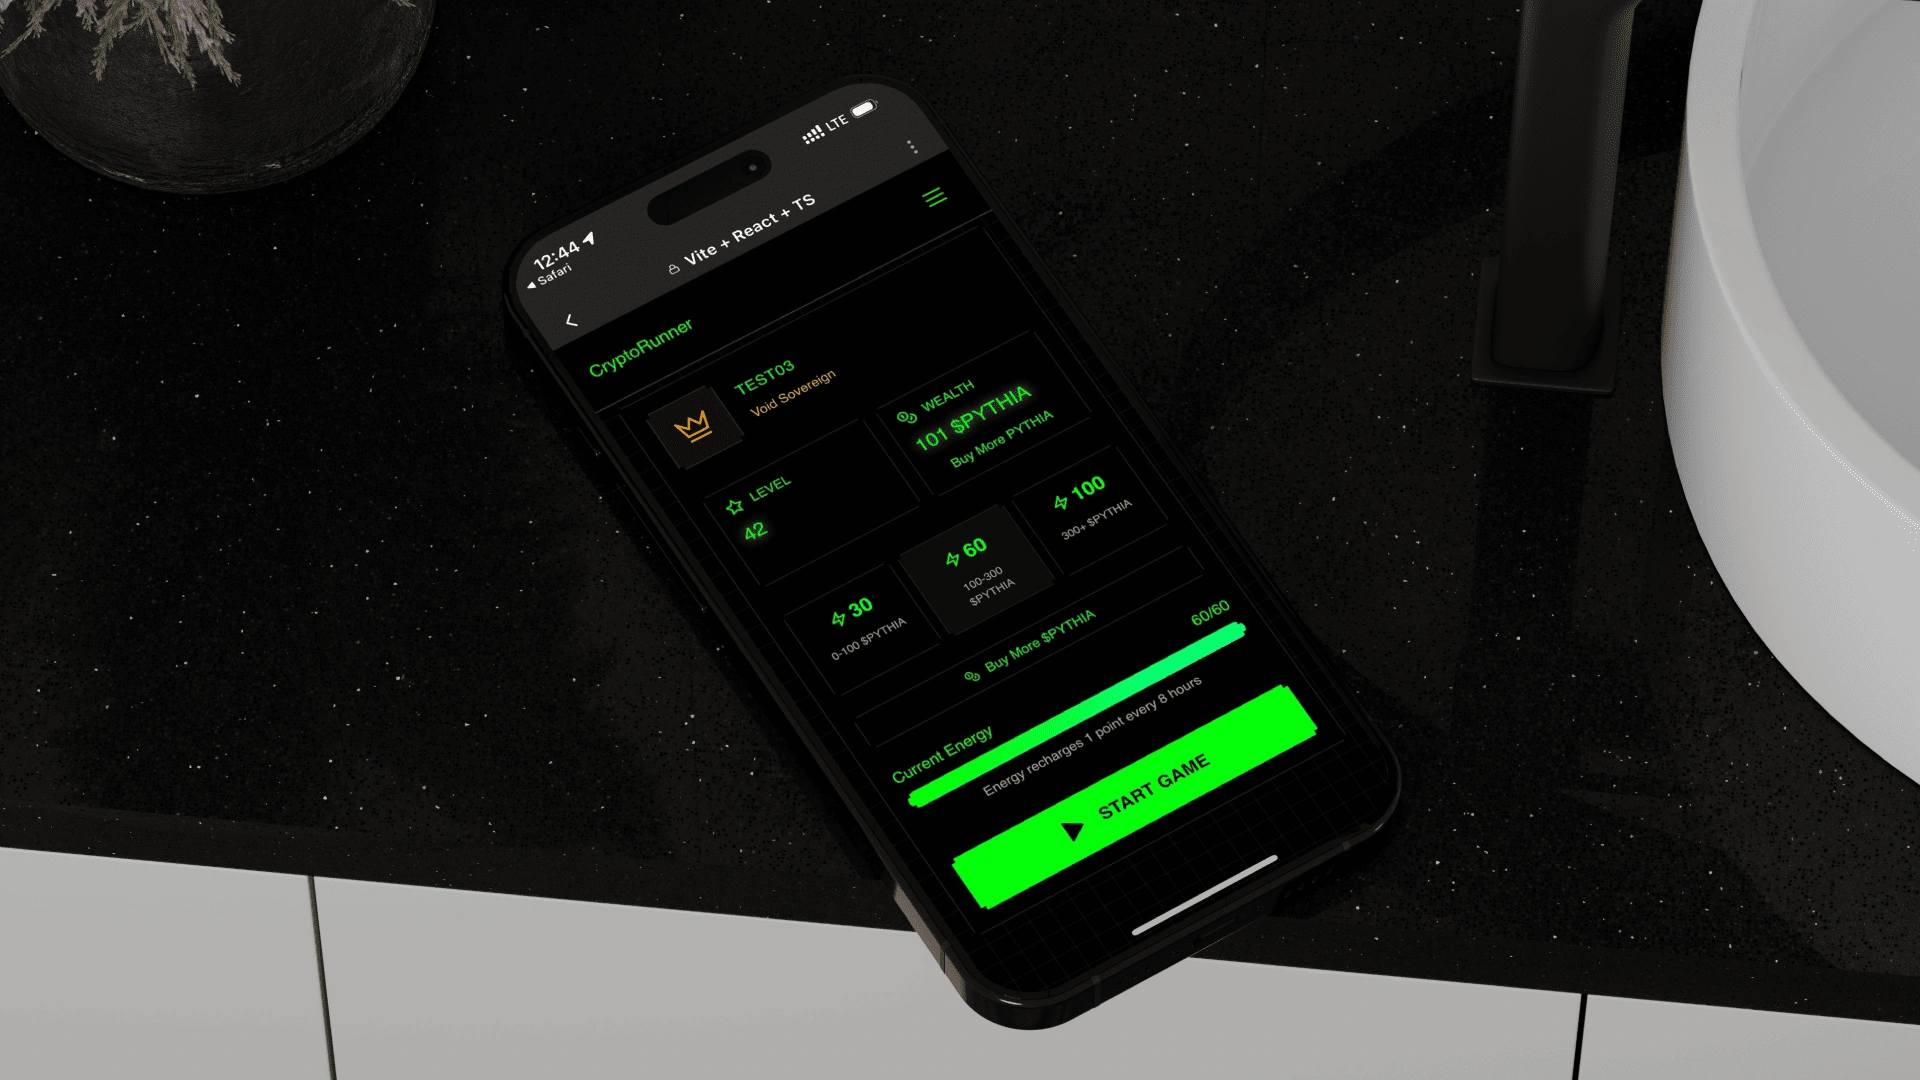 12:44
Safari
LTE
Vite + React + TS
CryptoRunner
TEST03
Void Sovereign
LEVEL
42
WEALTH
101 $PYTHIA
Buy More PYTHIA
30
0-100 $PYTHIA
60
100-300
$PYTHIA
100
300+ $PYTHIA
Buy More $PYTHIA
Current Energy
60/60
Energy recharges 1 point every 8 hours
START GAME